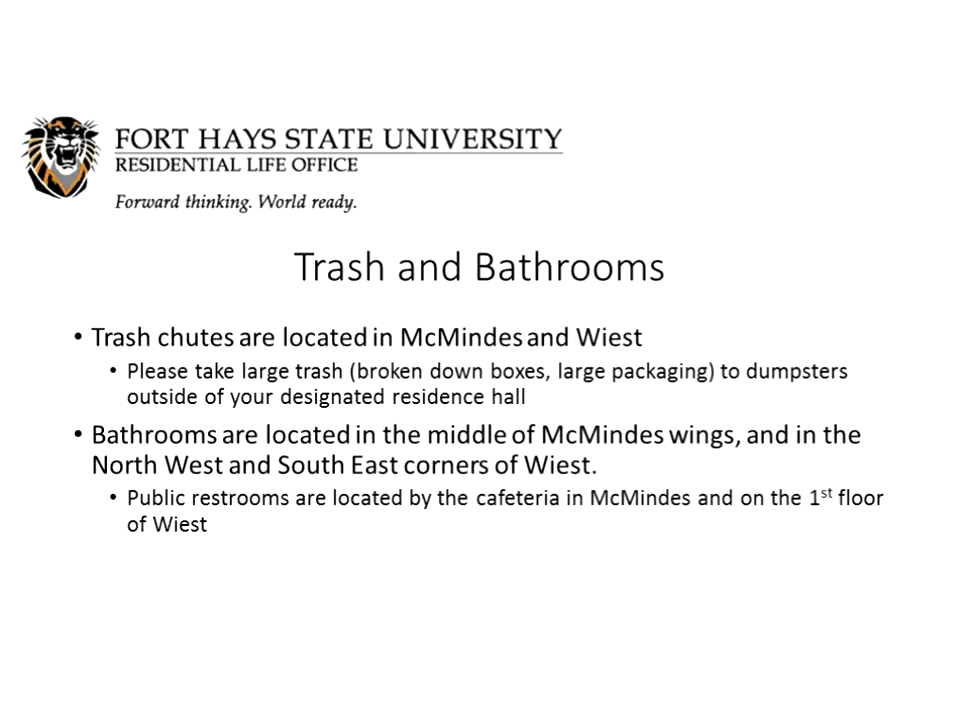 FORT HAYS STATE UNIVERSITY
RESIDENTIAL LIFE OFFICE
Forward thinking. World ready.
Trash and Bathrooms
• Trash chutes are located in McMindes and Wiest
• Please take large trash (broken down boxes, large packaging) to dumpsters
outside of your designated residence hall
• Bathrooms are located in the middle of McMindes wings, and in the
North West and South East corners of Wiest.
• Public restrooms are located by the cafeteria in McMindes and on the 1st floor
of Wiest